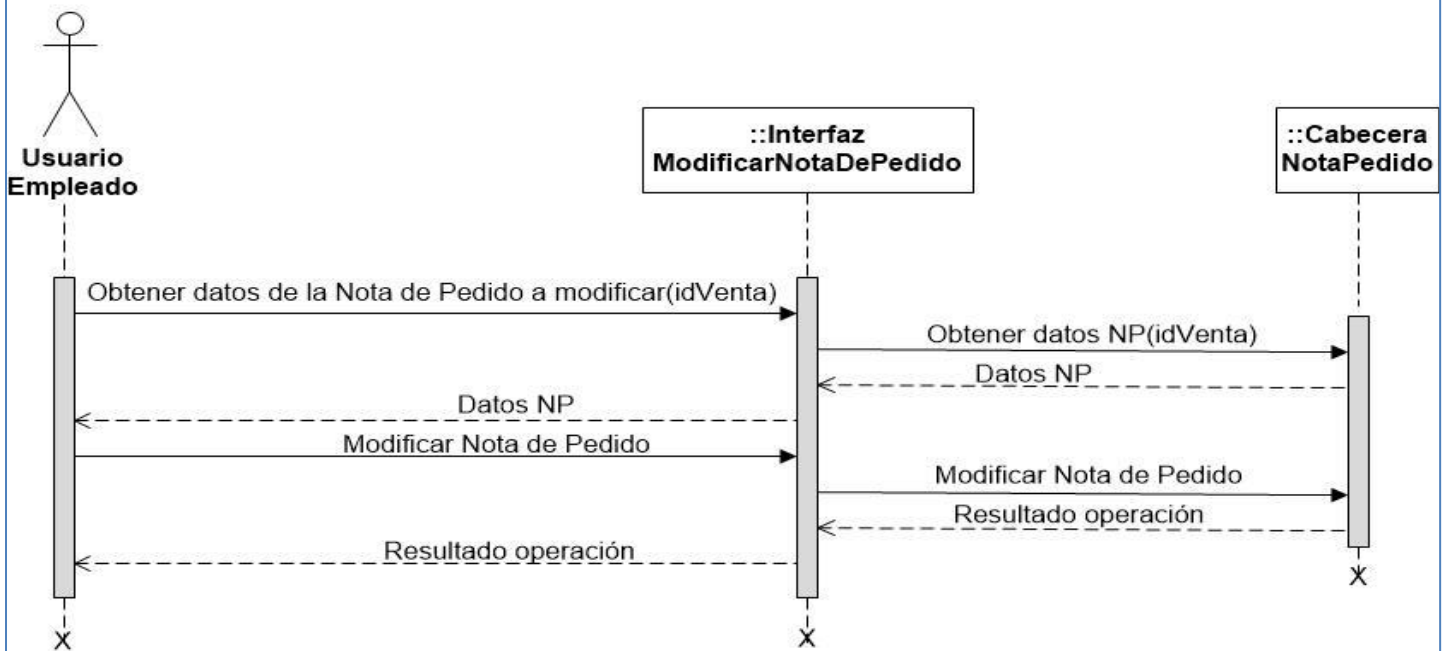 ::Interfaz
ModificarNotaDePedido
::Cabecera
NotaPedido
Usuario
Empleado
Obtener datos de la Nota de Pedido a modificar(idVenta)
Obtener datos NP(idVenta)
Datos NP
Datos NP
Modificar Nota de Pedido
Modificar Nota de Pedido
Resultado operación
Resultado operación
X
X
X